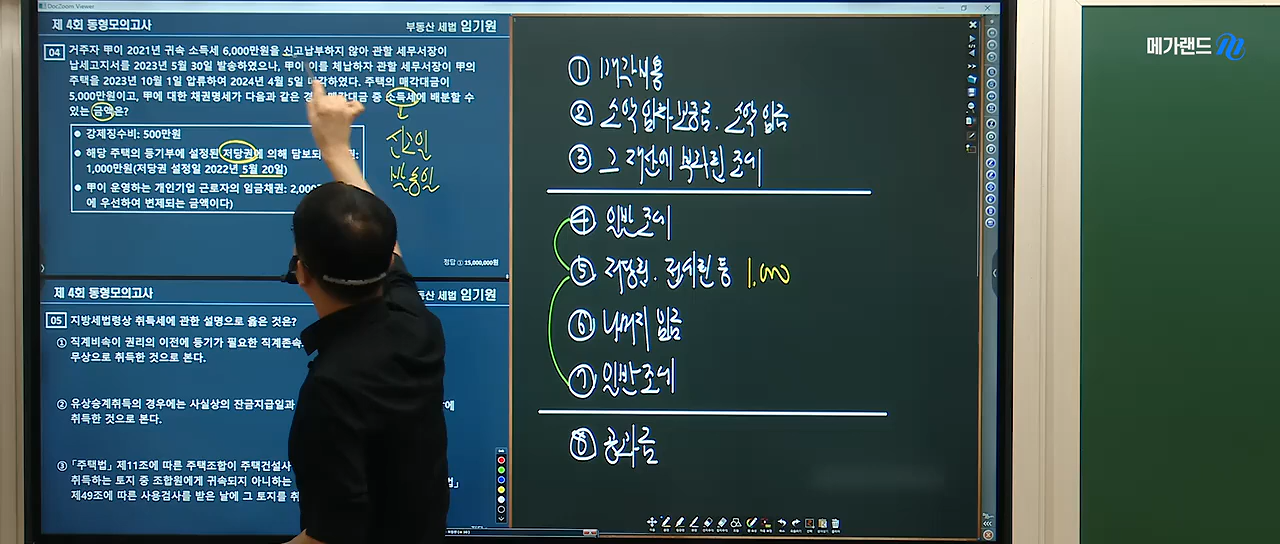 DocZoom Viewer
제 4회 동형모의고사
부동산 세법 임기원
04 거주자 甲이 2021년 귀속 소득세 6,000만원을 신고납부하지 않아 관할 세무서장이
납세고지서를 2023년 5월 30일 발송하였으나, 甲이 이를 체납하자 관할 세무서장이 甲의
주택을 2023년 10월 1일 압류하여 2024년 4월 5일 매각하였다. 주택의 매각대금이
5,000만원이고, 甲에 대한 채권명세가 다음과 같은 경 매각대금 중 소득세에 배분할 수
있는 금액은?
● 강제징수비: 500만원
● 해당 주택의 등기부에 설정된 저당권에 의해 담보되
1,000만원(저당권 설정일 2022년 5월 20일)
● 甲이 운영하는 개인기업 근로자의 임금채권: 2,000
에 우선하여 변제되는 금액이다)
신고일
발송일
정답 ① 25,000,000원
제 4회 동형모의고사
동산 세법 임기원
05 지방세법령상 취득세에 관한 설명으로 옳은 것은?
① 직계비속이 권리의 이전에 등기가 필요한 직계존속
무상으로 취득한 것으로 본다.
② 유상승계취득의 경우에는 사실상의 잔금지급일과
에
취득한 것으로 본다.
③ 「주택법」 제11조에 따른 주택조합이 주택건설사
취득하는 토지 중 조합원에게 귀속되지 아니하는
법」
제49조에 따른 사용검사를 받은 날에 그 토지를 취
① 매각비용
② 소액임차보증금. 소액임금
③ 그 재산에 부과된 조세
④ 일반조세
⑤ 저당권. 전세권 등 1,000
⑥ 나머지 임금
⑦ 일반조세
⑧ 공과금
메가랜드